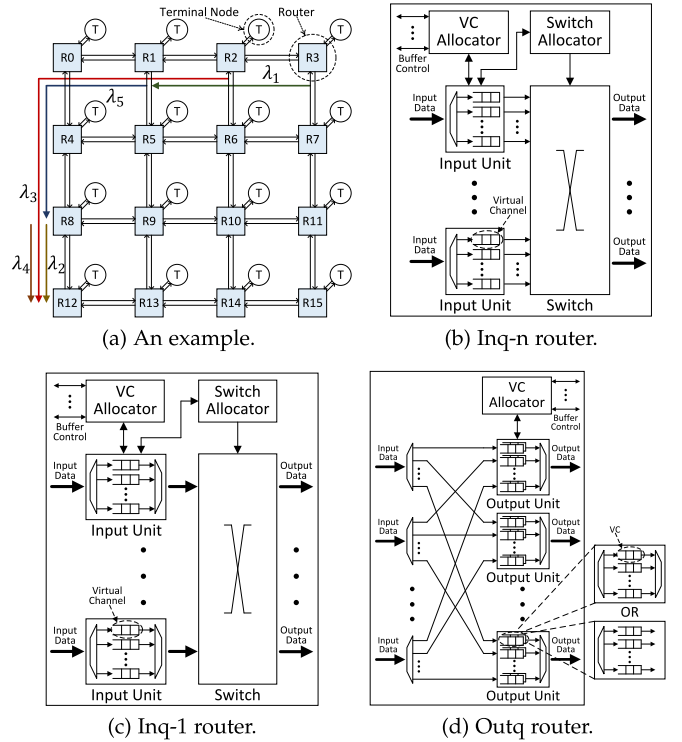 Terminal Node
Router
T
T
T
T
R0
R1
R2
R3
λ1
λ5
T
T
T
T
R4
R5
R6
R7
λ3
T
T
T
T
R8
R9
R10
R11
λ4
λ2
T
T
T
T
R12
R13
R14
R15
(a) An example.
VC
Allocator
Switch
Allocator
Buffer
Control
Input
Data
Output
Data
Input Unit
Virtual
Channel
Input
Data
Output
Data
Input Unit
Switch
(b) Inq-n router.
VC
Allocator
Switch
Allocator
Buffer
Control
Input
Data
Output
Data
Input Unit
Virtual
Channel
Input
Data
Output
Data
Input Unit
Switch
(c) Inq-1 router.
VC
Allocator
Buffer
Control
Input
Data
Output
Data
Output Unit
Input
Data
Output
Data
Output Unit
VC
OR
Input
Data
Output
Data
Output Unit
(d) Outq router.